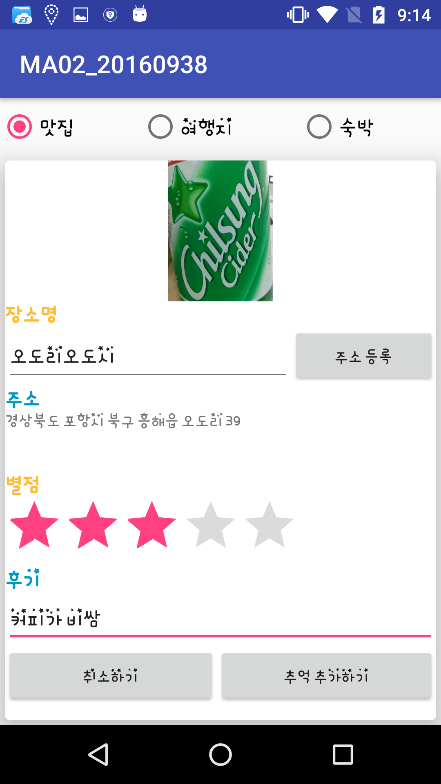 9:14
MA02_20160938
맛집 여행지 숙박
Chilsung
Cider
장소명
오도리오도시 주소 등록
주소
경상북도 포항시 북구 흥해읍 오도리 39
별점
후기
커피가 비쌈
취소하기 추억 추가하기